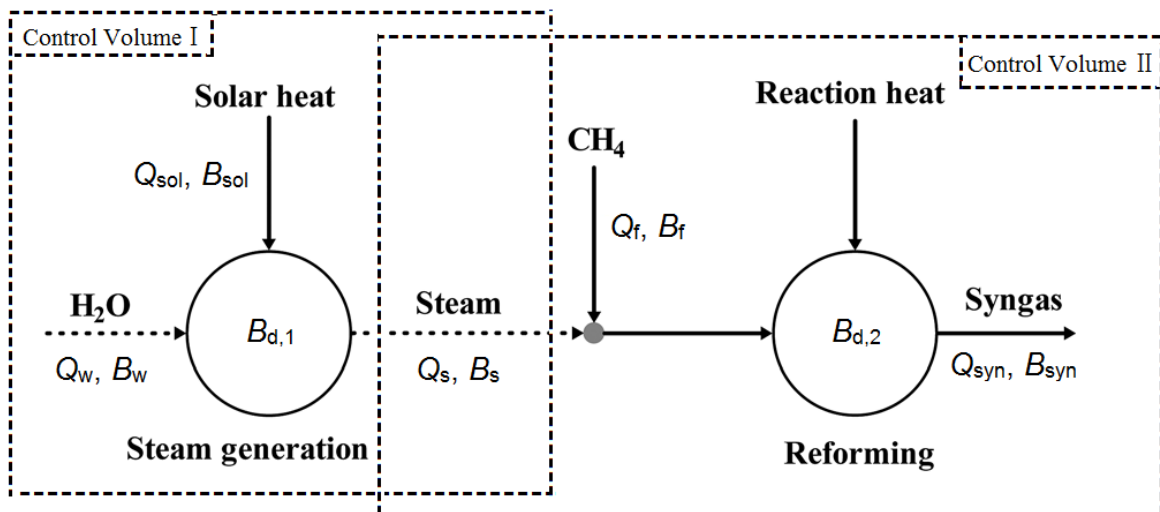 Control Volume Ⅰ
Control Volume Ⅱ
Solar heat
Reaction heat
CH₄
Qsol, Bsol
Qf, Bf
H₂O
Steam
Syngas
Bd,1
Bd,2
Qw, Bw
Qs, Bs
Qsyn, Bsyn
Steam generation
Reforming